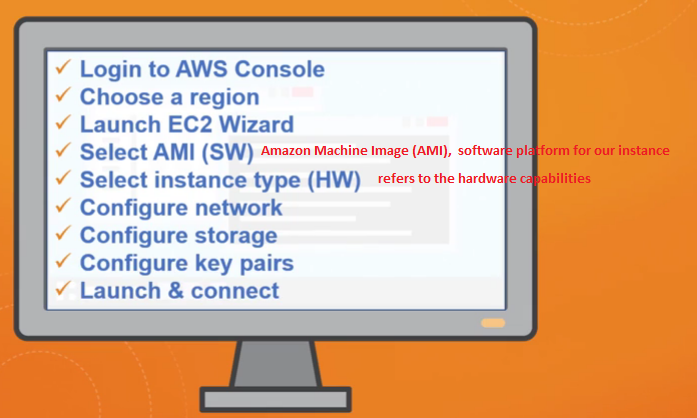 Login to AWS Console
Choose a region
Launch EC2 Wizard
Select AMI (SW) Amazon Machine Image (AMI), software platform for our instance
Select instance type (HW) refers to the hardware capabilities
Configure network
Configure storage
Configure key pairs
Launch & connect